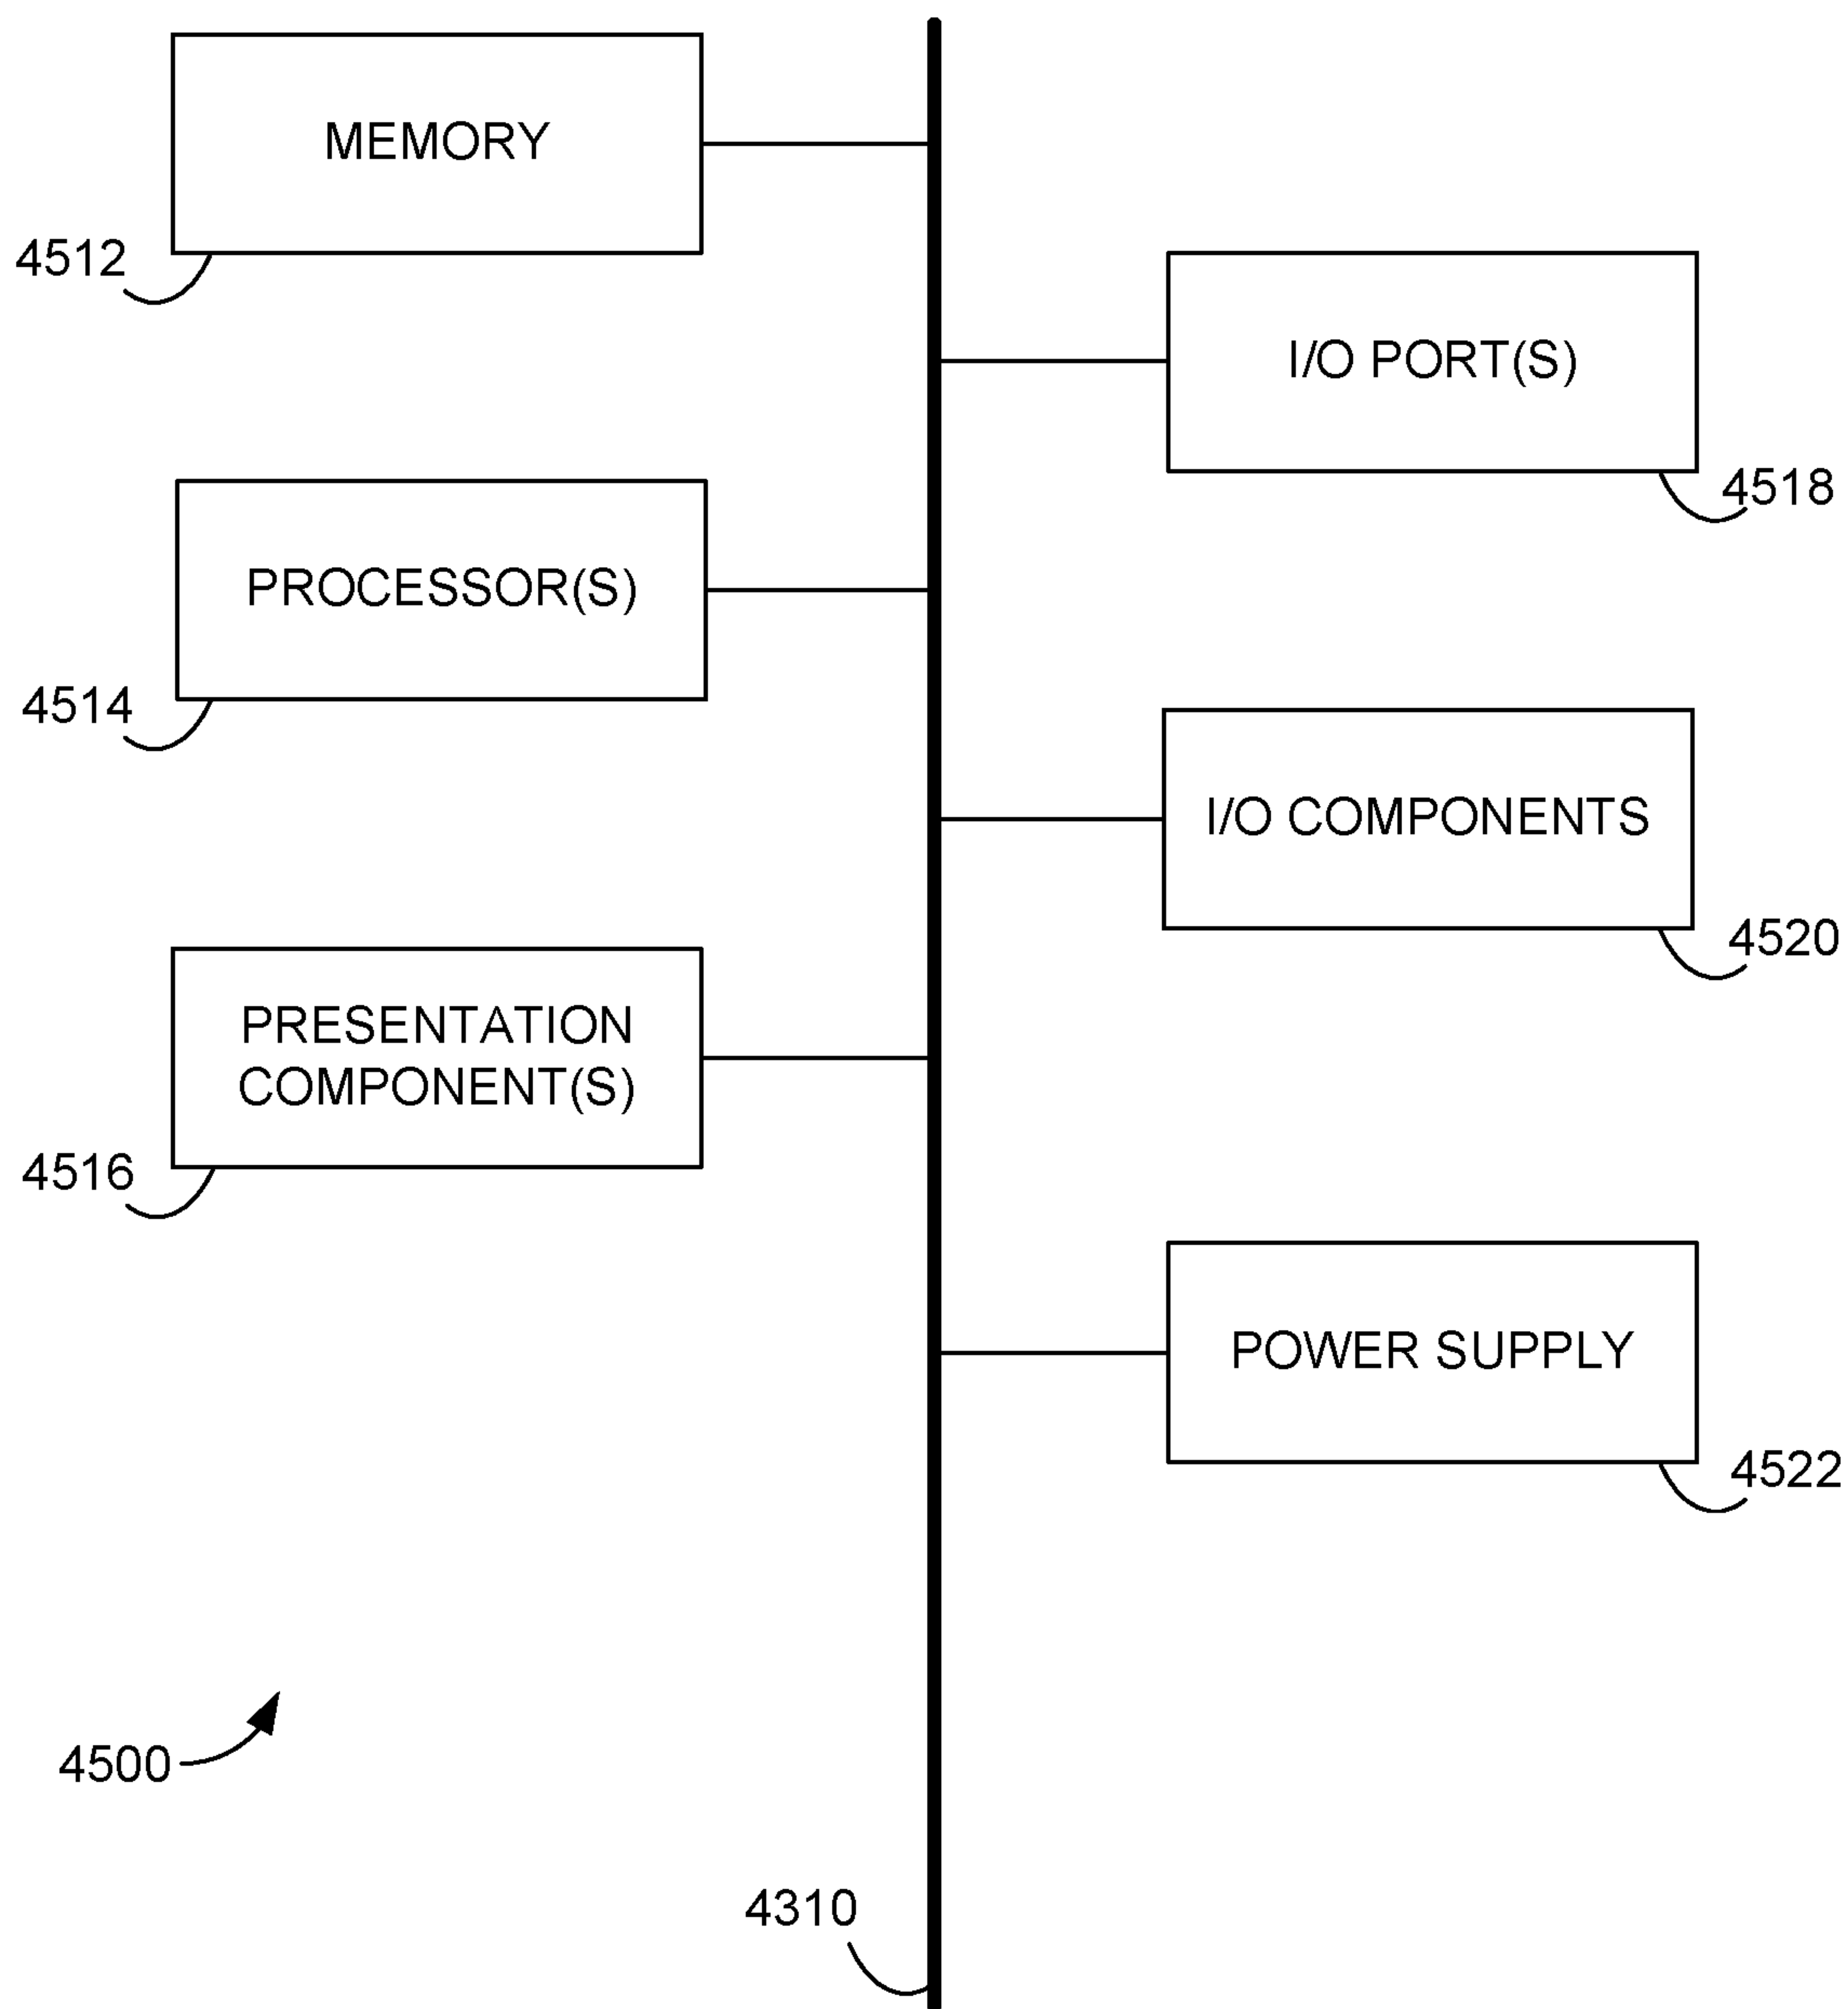 MEMORY
4512
I/O PORT(S)
4518
PROCESSOR(S)
4514
I/O COMPONENTS
4520
PRESENTATION
COMPONENT(S)
4516
POWER SUPPLY
4522
4500
4310